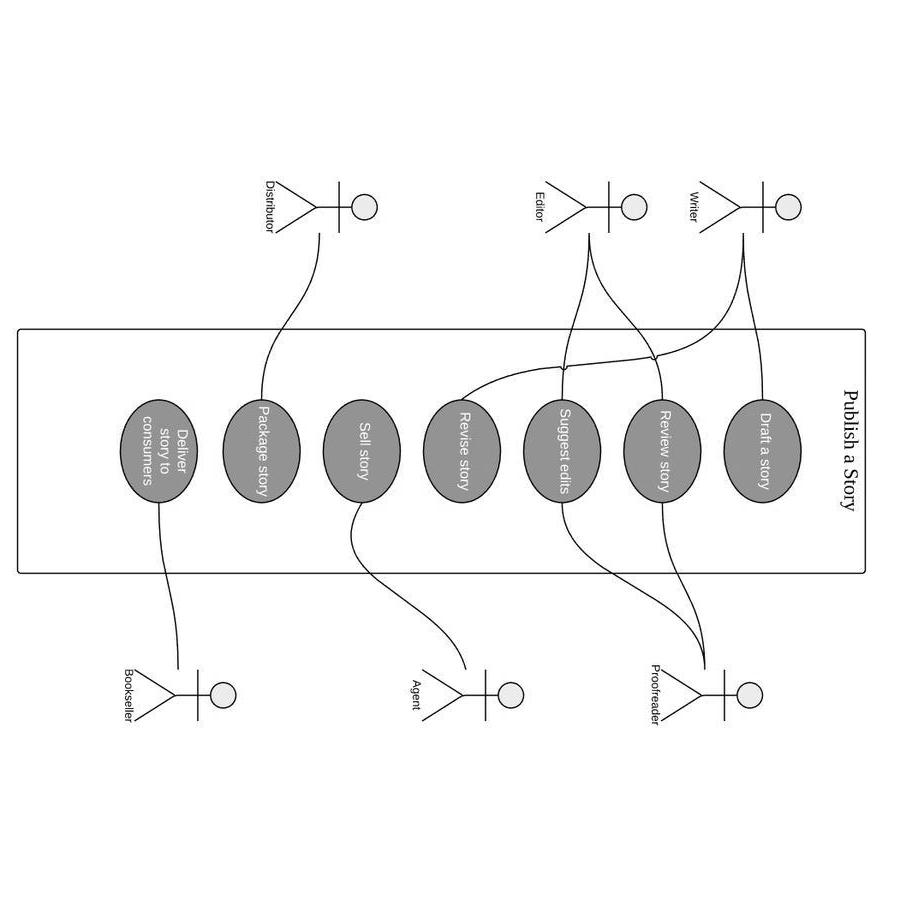 Publish a Story
Writer
Draft a story
Editor
Review story
Proofreader
Suggest edits
Revise story
Agent
Sell story
Distributor
Package story
Bookseller
Deliver
story to
consumers